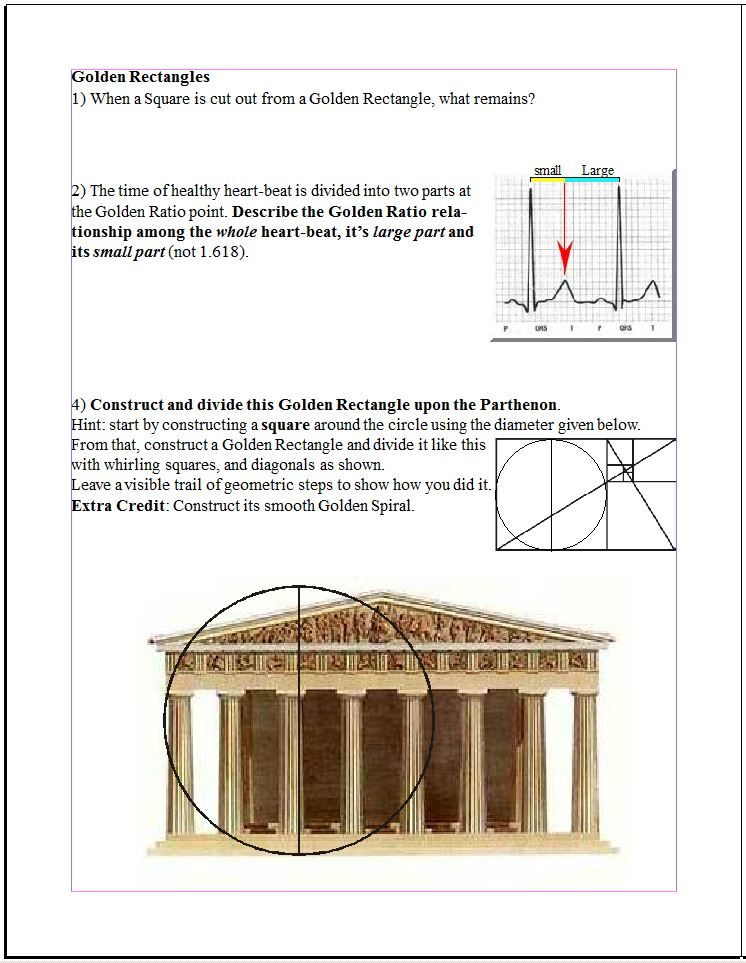 Golden Rectangles
1) When a Square is cut out from a Golden Rectangle, what remains?
small Large
2) The time of healthy heart-beat is divided into two parts at
the Golden Ratio point. Describe the Golden Ratio rela-
tionship among the whole heart-beat, it's large part and
its small part (not 1.618).
P QRS T P QRS T
4) Construct and divide this Golden Rectangle upon the Parthenon.
Hint: start by constructing a square around the circle using the diameter given below.
From that, construct a Golden Rectangle and divide it like this
with whirling squares, and diagonals as shown.
Leave a visible trail of geometric steps to show how you did it.
Extra Credit: Construct its smooth Golden Spiral.